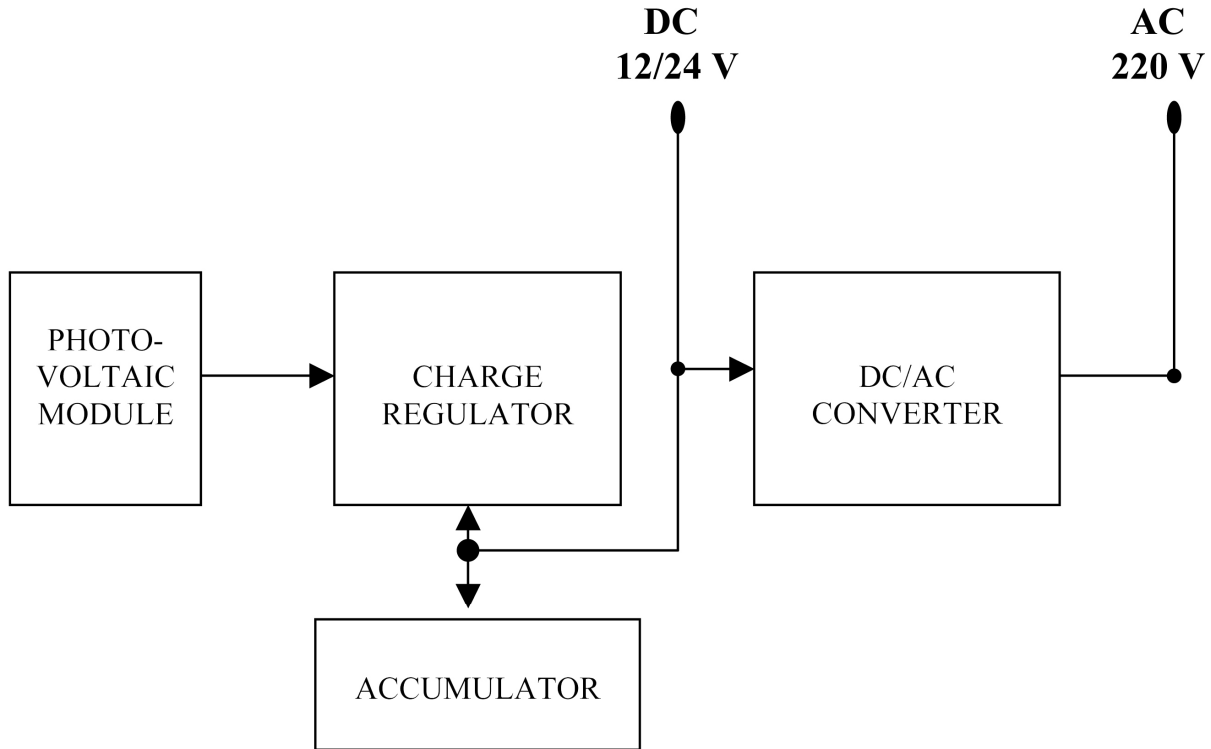 DC
12/24 V
AC
220 V
PHOTO-
VOLTAIC
MODULE
CHARGE
REGULATOR
DC/AC
CONVERTER
ACCUMULATOR